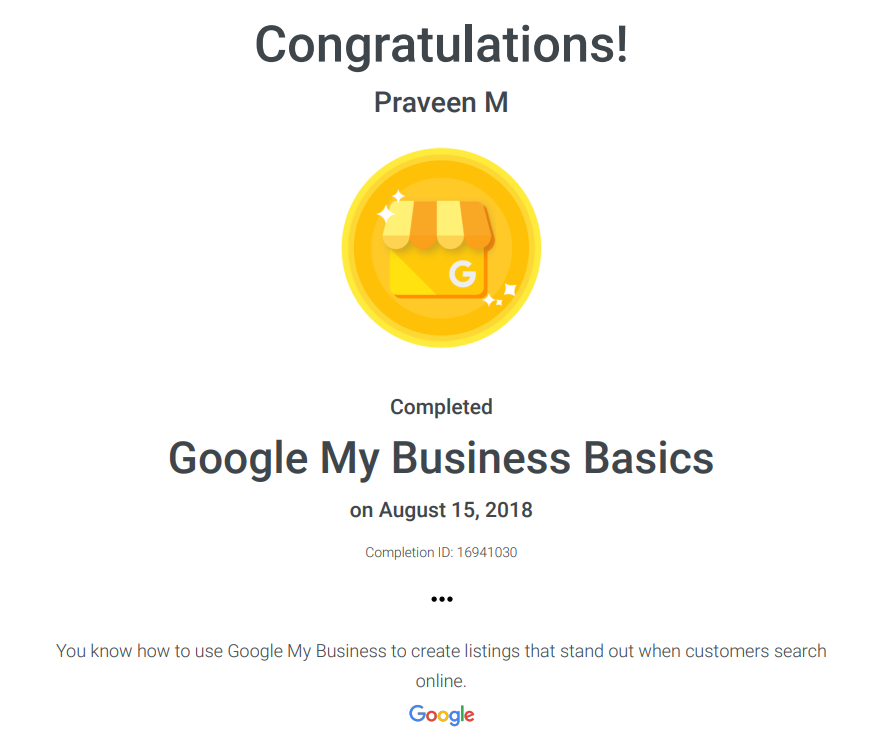 Congratulations!
Praveen M
G
Completed
Google My Business Basics
on August 15, 2018
Completion ID: 16941030
•••
You know how to use Google My Business to create listings that stand out when customers search
online.
Google